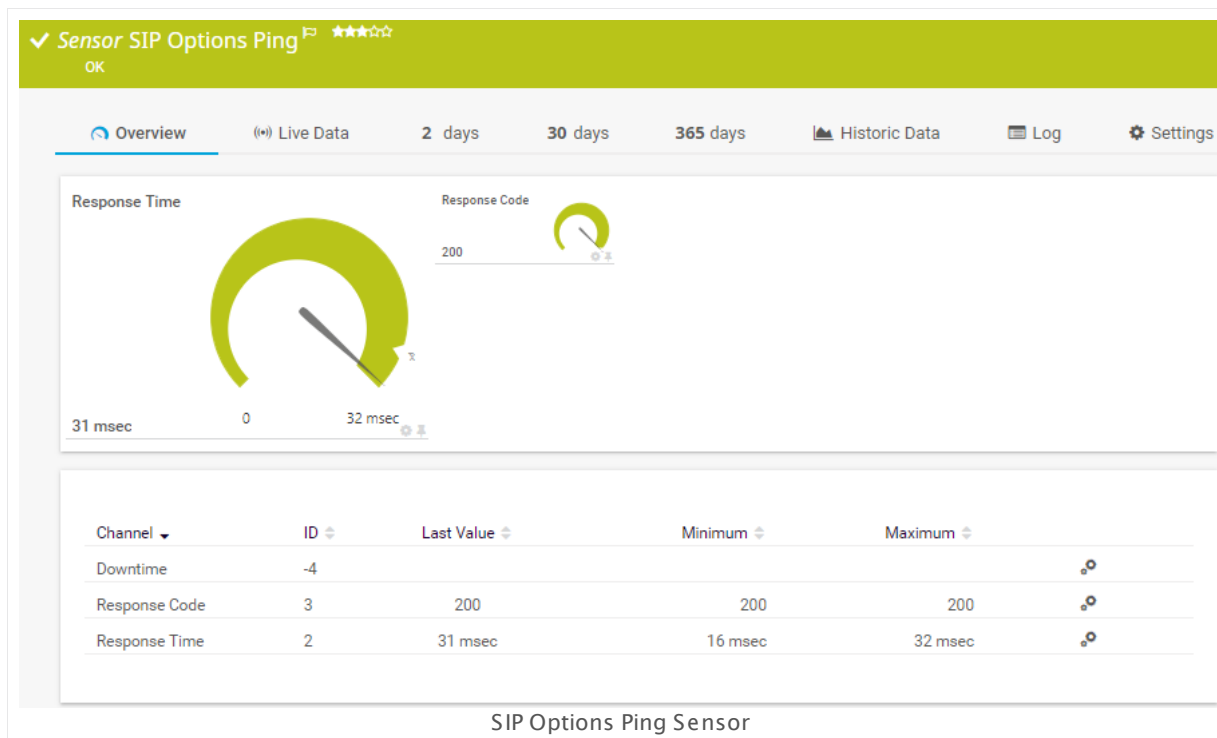 Sensor SIP Options Ping
OK
Overview Live Data 2 days 30 days 365 days Historic Data Log Settings
Response Time
Response Code
200
0 32 msec
31 msec
Channel ID Last Value Minimum Maximum
Downtime -4
Response Code 3 200 200 200
Response Time 2 31 msec 16 msec 32 msec
SIP Options Ping Sensor